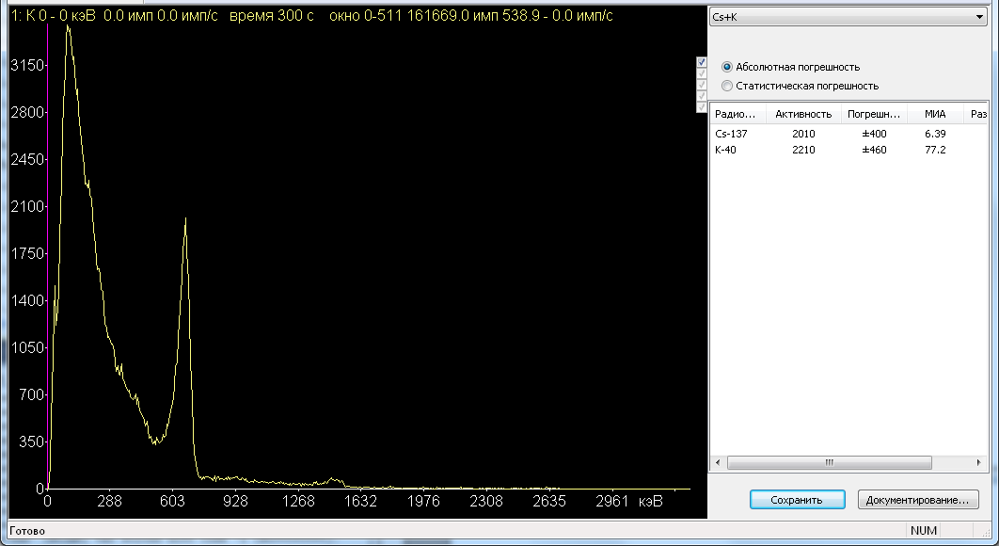 1: K 0 - 0 кэВ 0.0 имп 0.0 имп/с время 300 с окно 0-511 161669.0 имп 538.9 - 0.0 имп/с
Cs+K
3150
2800
2450
2100
1750
1400
1050
700
350
0
0 288 603 928 1268 1632 1976 2308 2635 2961 кэВ
Абсолютная погрешность
Статистическая погрешность
Радио... Активность Погрешн... МИА Раз
Cs-137 2010 ±400 6.39
K-40 2210 ±460 77.2
Сохранить Документирование...
Готово NUM